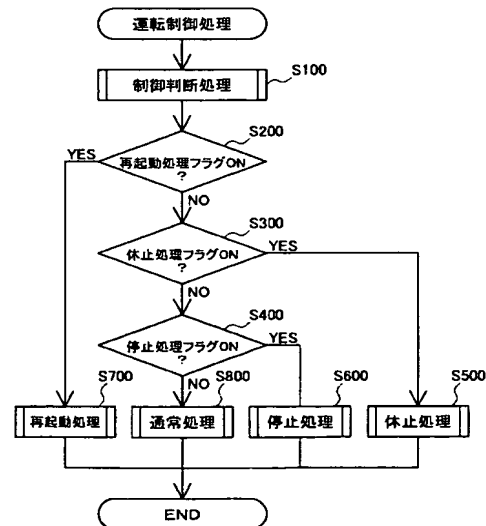 運転制御処理
制御判断処理
S100
S200
再起動処理フラグON
?
YES
NO
S300
休止処理フラグON
?
YES
NO
S400
停止処理フラグON
?
YES
NO
S700
再起動処理
S800
通常処理
S600
停止処理
S500
休止処理
END